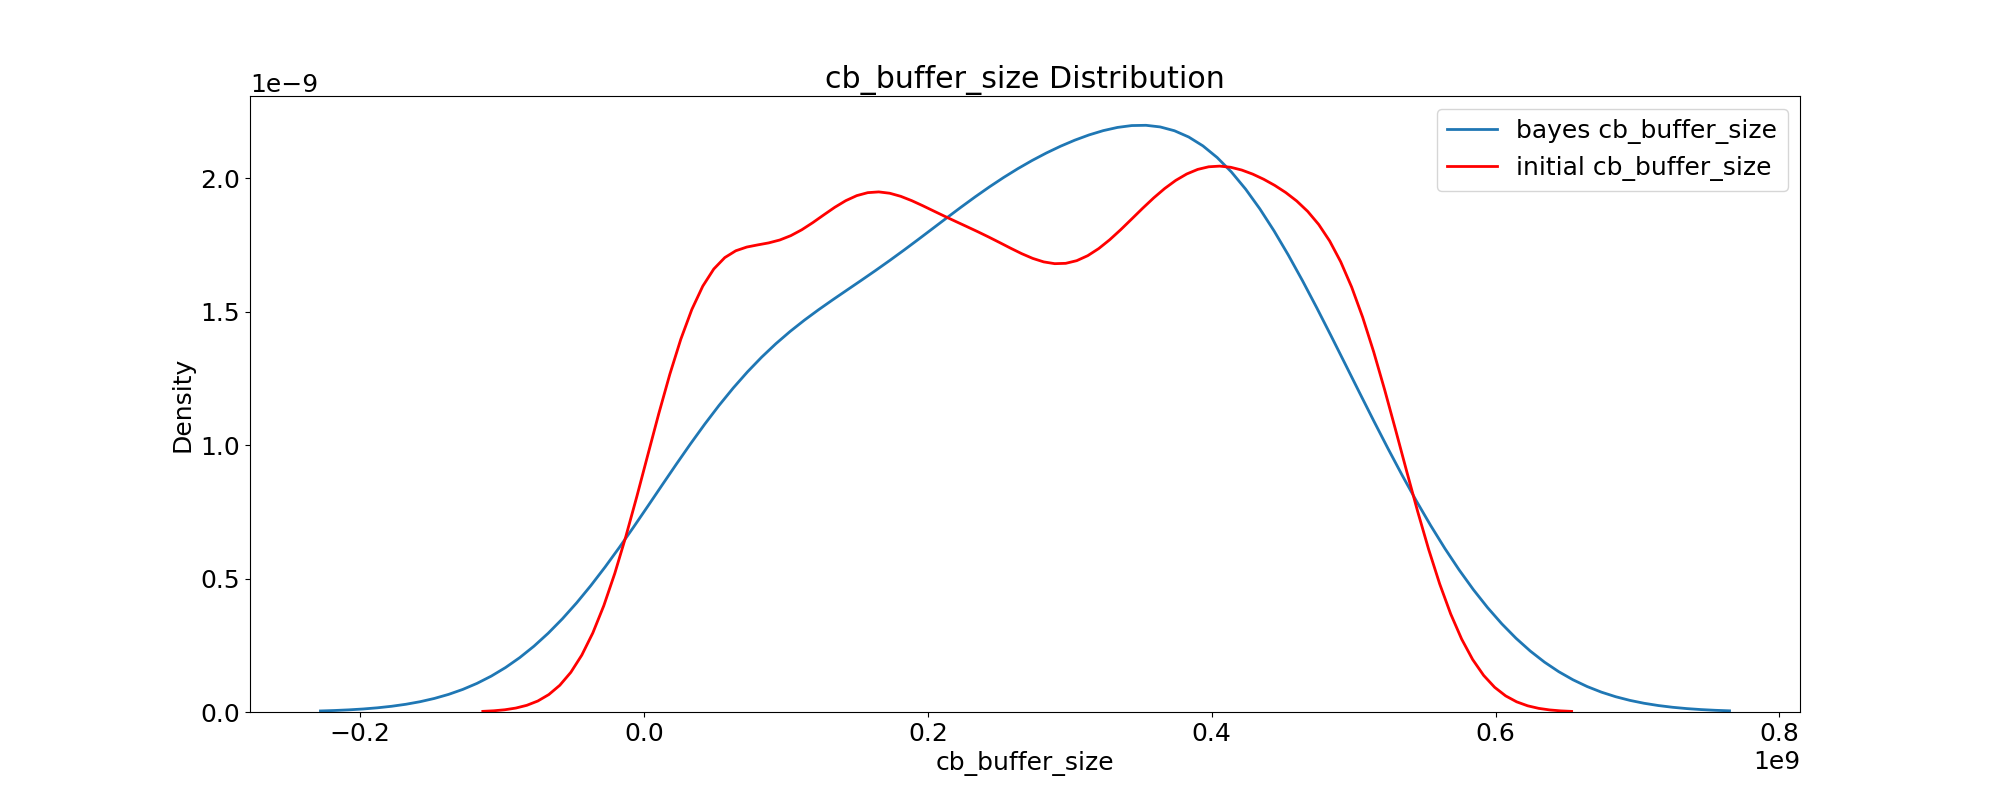 cb_buffer_size Distribution
1e−9
bayes cb_buffer_size
initial cb_buffer_size
2.0
1.5
1.0
0.5
0.0
Density
−0.2
0.0
0.2
0.4
0.6
0.8
cb_buffer_size
1e9